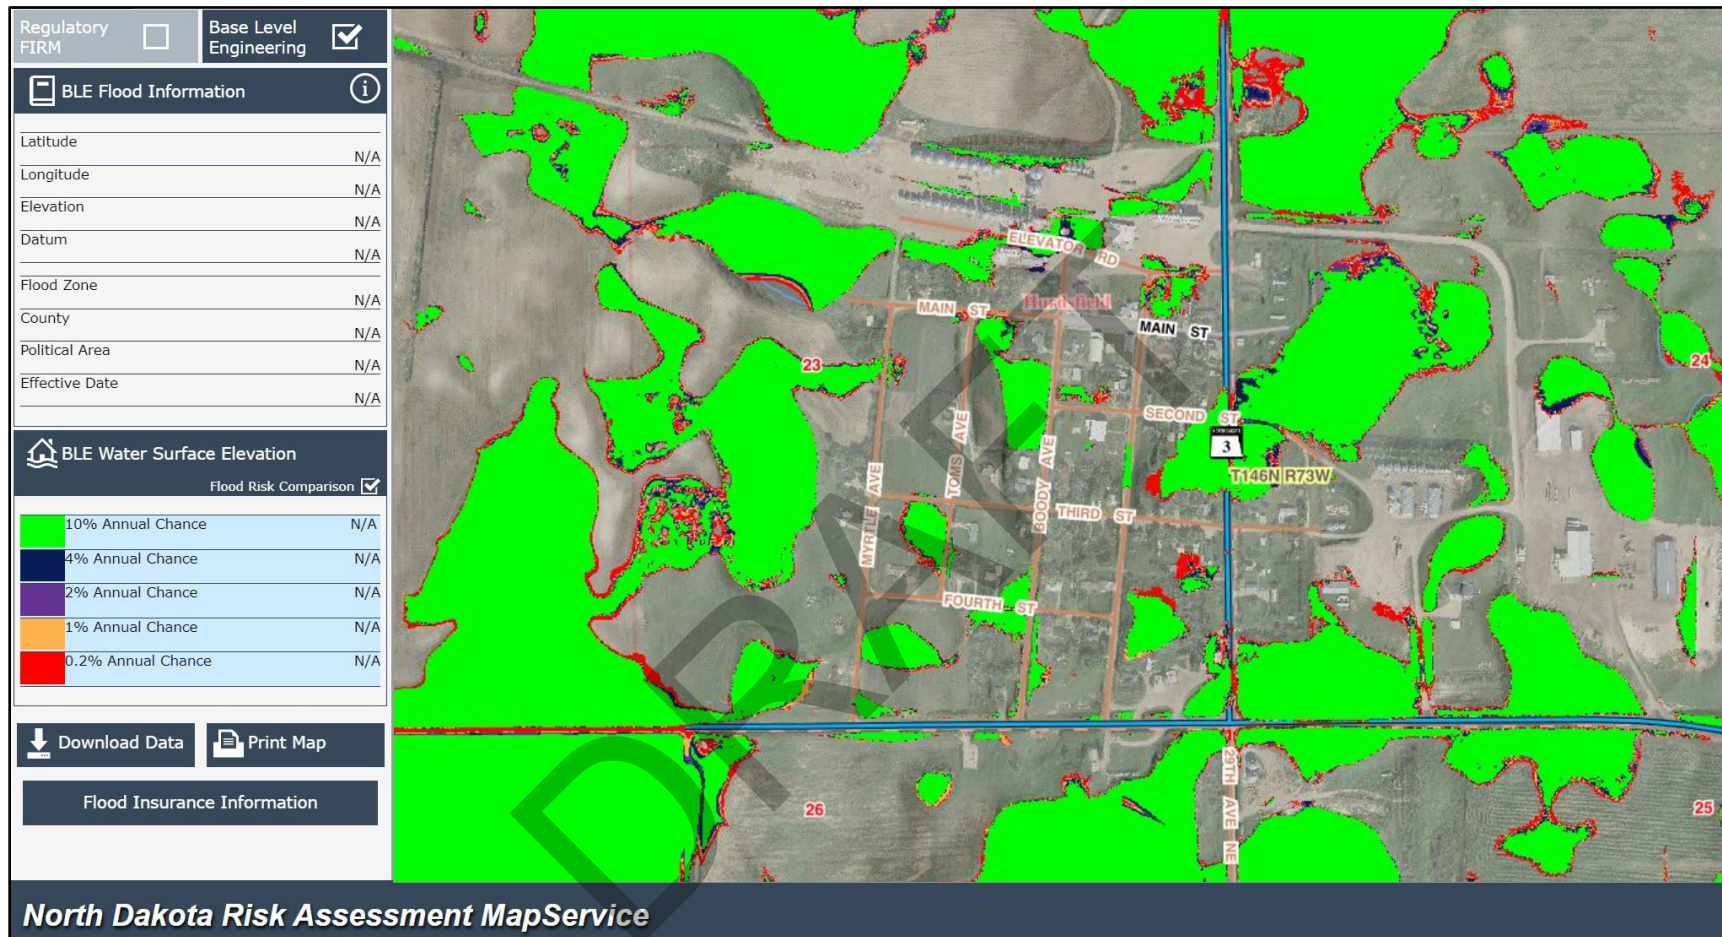 Regulatory
FIRM
Base Level
Engineering
BLE Flood Information
i
Latitude
N/A
Longitude
N/A
Elevation
N/A
Datum
N/A
Flood Zone
N/A
County
N/A
Political Area
N/A
Effective Date
N/A
BLE Water Surface Elevation
Flood Risk Comparison
10% Annual Chance N/A
4% Annual Chance N/A
2% Annual Chance N/A
1% Annual Chance N/A
0.2% Annual Chance N/A
Download Data
Print Map
Flood Insurance Information
ELEVATOR RD
MAIN ST
Hurdsfield
MAIN ST
23
24
SECOND ST
NORTH DAKOTA
3
T146N R73W
MYRTLE AVE
TOMS AVE
BOODY AVE
THIRD ST
FOURTH ST
29TH AVE NE
26
25
DRAFT
North Dakota Risk Assessment MapService